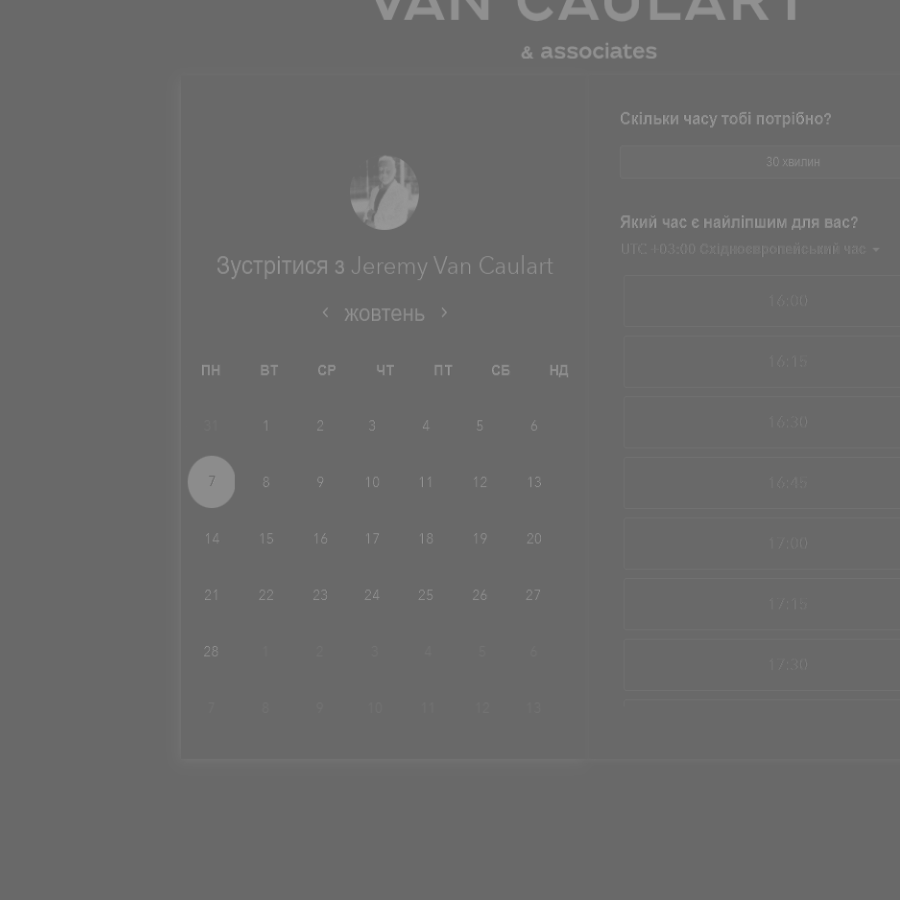 VAN CAULART
& associates
Скільки часу тобі потрібно?
30 хвилин
Який час є найліпшим для вас?
UTC +03:00 Східноєвропейський час
Зустрітися з Jeremy Van Caulart
жовтень
ПН ВТ СР ЧТ ПТ СБ НД
31 1 2 3 4 5 6
7 8 9 10 11 12 13
14 15 16 17 18 19 20
21 22 23 24 25 26 27
28 1 2 3 4 5 6
7 8 9 10 11 12 13
16:00
16:15
16:30
16:45
17:00
17:15
17:30